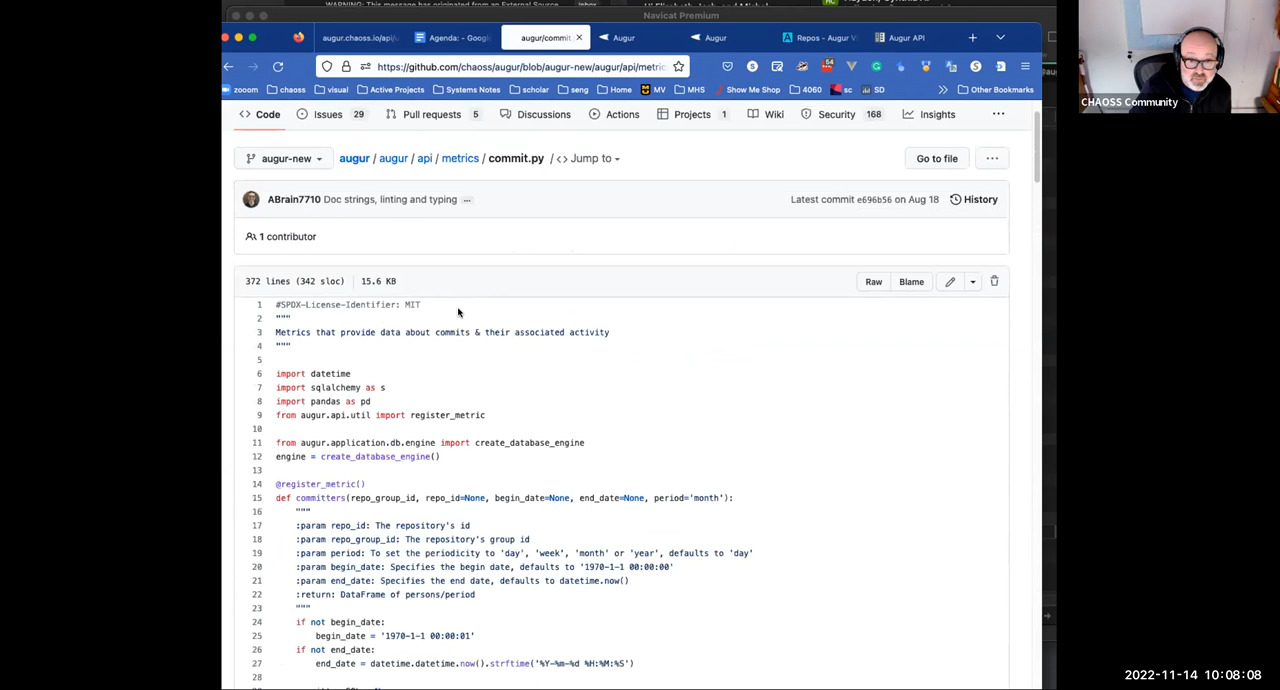 WARNING: This message has originated from an External Source
inbox
Navicat Premium
augur.chaoss.io/api/
Agenda: - Google
augur/commit
Augur
Augur
Repos - Augur V
Augur API
https://github.com/chaoss/augur/blob/augur-new/augur/api/metric
54
zooom
chaoss
visual
Active Projects
Systems Notes
scholar
seng
Home
MV
MHS
Show Me Shop
4060
sc
SD
Other Bookmarks
CHAOSS Community
Code
Issues 29
Pull requests 5
Discussions
Actions
Projects 1
Wiki
Security 168
Insights
augur-new
augur / augur / api / metrics / commit.py / <> Jump to
Go to file
ABrain7710 Doc strings, linting and typing
Latest commit e696b56 on Aug 18
History
1 contributor
372 lines (342 sloc) 15.6 KB
Raw
Blame
1 #SPDX-License-Identifier: MIT
2 """
3 Metrics that provide data about commits & their associated activity
4 """
5
6 import datetime
7 import sqlalchemy as s
8 import pandas as pd
9 from augur.api.util import register_metric
10
11 from augur.application.db.engine import create_database_engine
12 engine = create_database_engine()
13
14 @register_metric()
15 def committers(repo_group_id, repo_id=None, begin_date=None, end_date=None, period='month'):
16 """
17 :param repo_id: The repository's id
18 :param repo_group_id: The repository's group id
19 :param period: To set the periodicity to 'day', 'week', 'month' or 'year', defaults to 'day'
20 :param begin_date: Specifies the begin date, defaults to '1970-1-1 00:00:00'
21 :param end_date: Specifies the end date, defaults to datetime.now()
22 :return: DataFrame of persons/period
23 """
24 if not begin_date:
25 begin_date = '1970-1-1 00:00:01'
26 if not end_date:
27 end_date = datetime.datetime.now().strftime('%Y-%m-%d %H:%M:%S')
28
2022-11-14 10:08:08